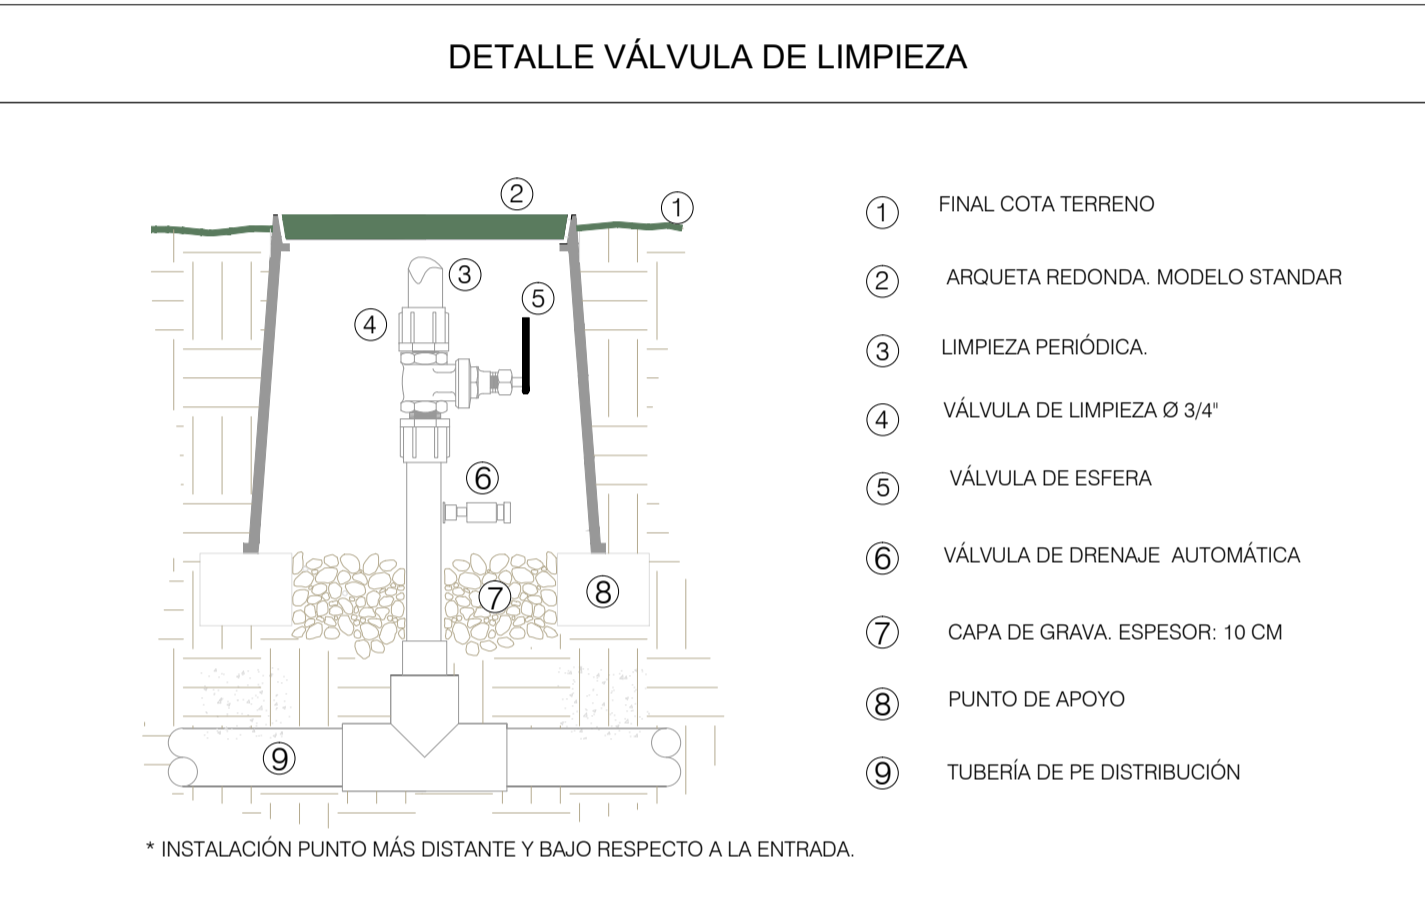 DETALLE VÁLVULA DE LIMPIEZA
2
1
3
5
4
6
7
8
9
1 FINAL COTA TERRENO
2 ARQUETA REDONDA. MODELO STANDAR
3 LIMPIEZA PERIÓDICA.
4 VÁLVULA DE LIMPIEZA Ø 3/4"
5 VÁLVULA DE ESFERA
6 VÁLVULA DE DRENAJE AUTOMÁTICA
7 CAPA DE GRAVA. ESPESOR: 10 CM
8 PUNTO DE APOYO
9 TUBERÍA DE PE DISTRIBUCIÓN
* INSTALACIÓN PUNTO MÁS DISTANTE Y BAJO RESPECTO A LA ENTRADA.